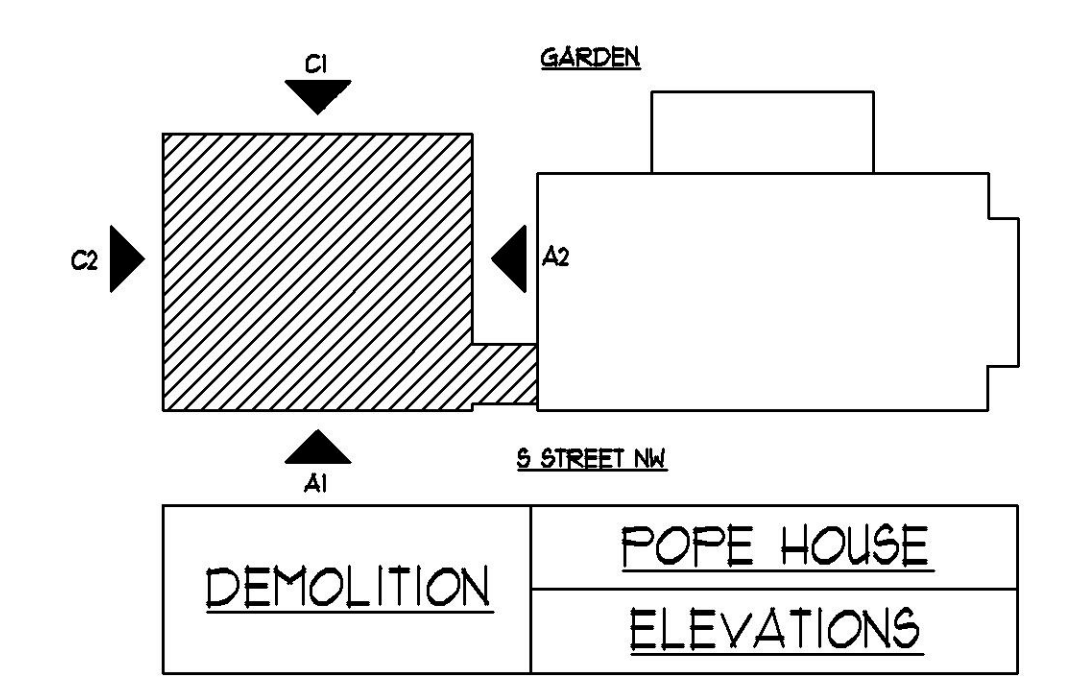 C1
GARDEN
C2
A2
S STREET NW
A1
DEMOLITION
POPE HOUSE
ELEVATIONS